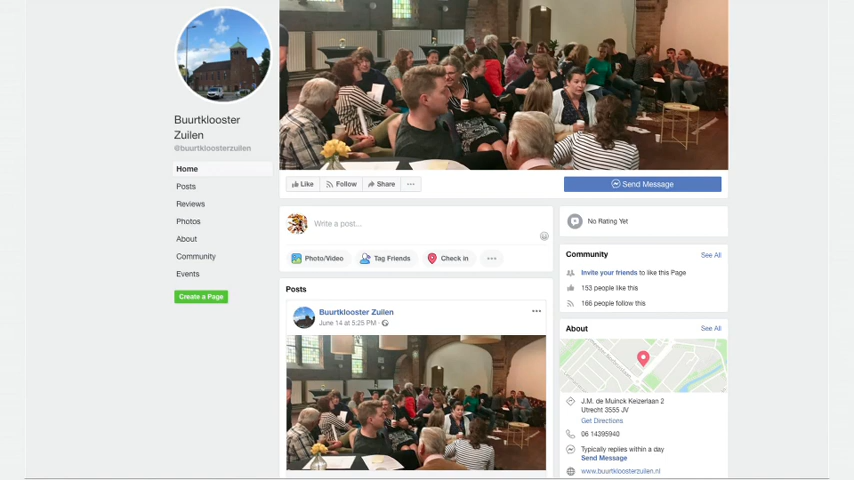 Buurtklooster
Zuilen
@buurtkloosterzuilen
Home
Posts
Reviews
Photos
About
Community
Events
Create a Page
Like
Follow
Share
Send Message
Write a post...
Photo/Video
Tag Friends
Check in
Posts
Buurtklooster Zuilen
June 14 at 5:25 PM
No Rating Yet
Community
See All
Invite your friends to like this Page
153 people like this
166 people follow this
About
See All
J.M. de Muinck Keizerlaan 2
Utrecht 3555 JV
Get Directions
06 14395940
Typically replies within a day
Send Message
www.buurtkloosterzuilen.nl